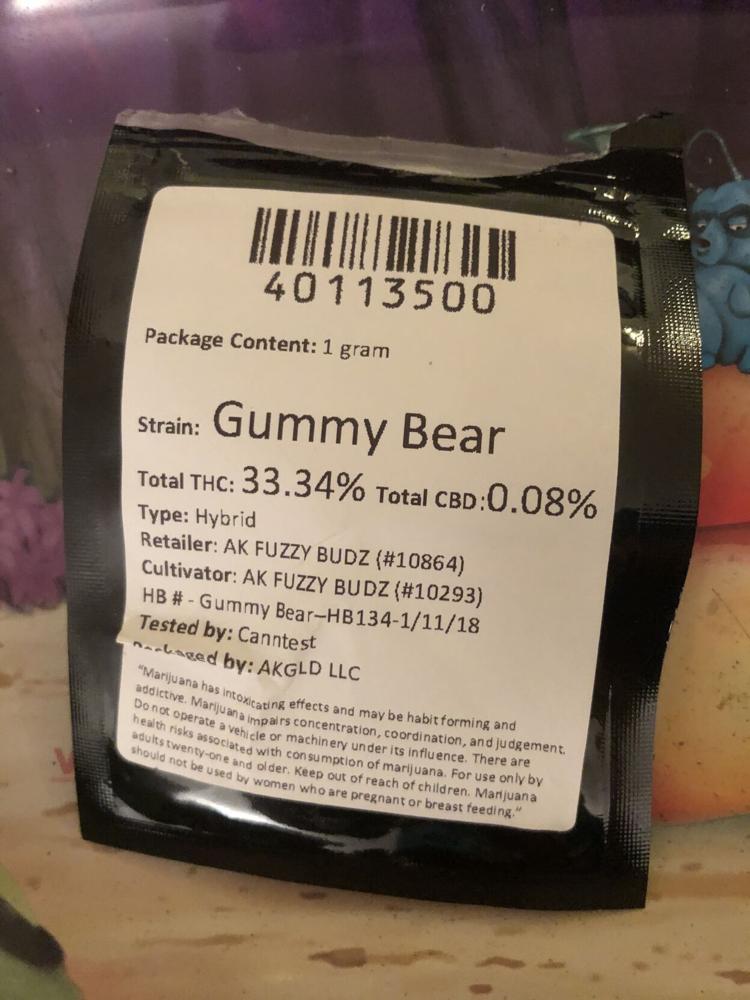 40113500
Package Content: 1 gram
Strain: Gummy Bear
Total THC: 33.34% Total CBD:0.08%
Type: Hybrid
Retailer: AK FUZZY BUDZ (#10864)
Cultivator: AK FUZZY BUDZ (#10293)
HB # - Gummy Bear–HB134-1/11/18
Tested by: Canntest
Packaged by: AKGLD LLC
"Marijuana has intoxicating effects and may be habit forming and
addictive. Marijuana impairs concentration, coordination, and judgement.
Do not operate a vehicle or machinery under its influence. There are
health risks associated with consumption of marijuana. For use only by
adults twenty-one and older. Keep out of reach of children. Marijuana
should not be used by women who are pregnant or breast feeding."